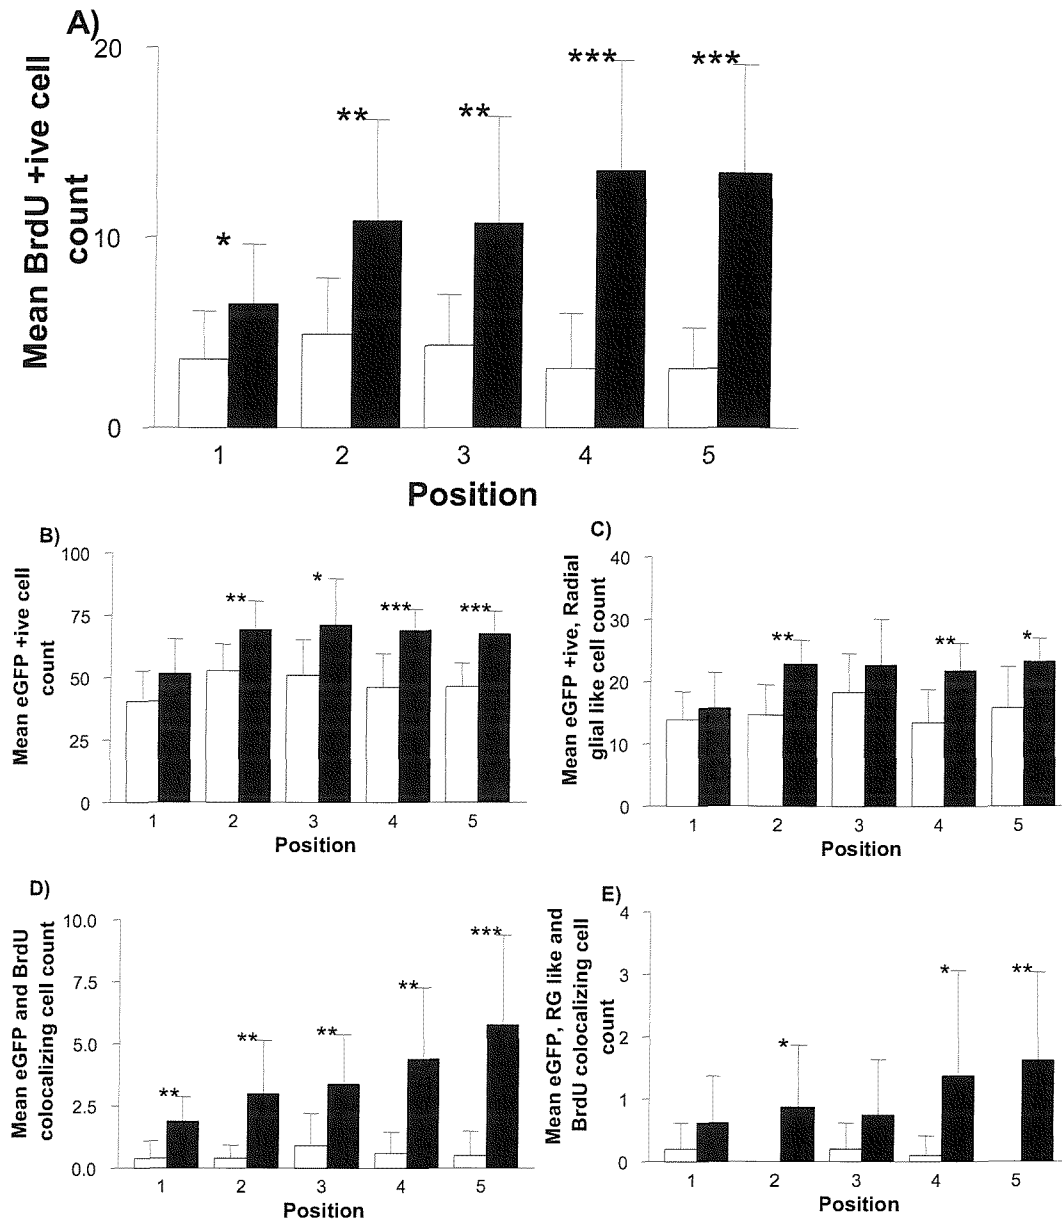 A)
Mean BrdU +ive cell
count
20
10
0
*
**
**
***
***
1 2 3 4 5
Position
B)
Mean eGFP +ive cell
count
100
75
50
25
0
**
*
***
***
1 2 3 4 5
Position
C)
Mean eGFP +ive, Radial
glial like cell count
40
30
20
10
0
**
**
*
1 2 3 4 5
Position
D)
Mean eGFP and BrdU
colocalizing cell count
10.0
7.5
5.0
2.5
0.0
**
**
**
**
***
1 2 3 4 5
Position
E)
Mean eGFP, RG like and
BrdU colocalizing cell
count
4
3
2
1
0
*
*
**
1 2 3 4 5
Position